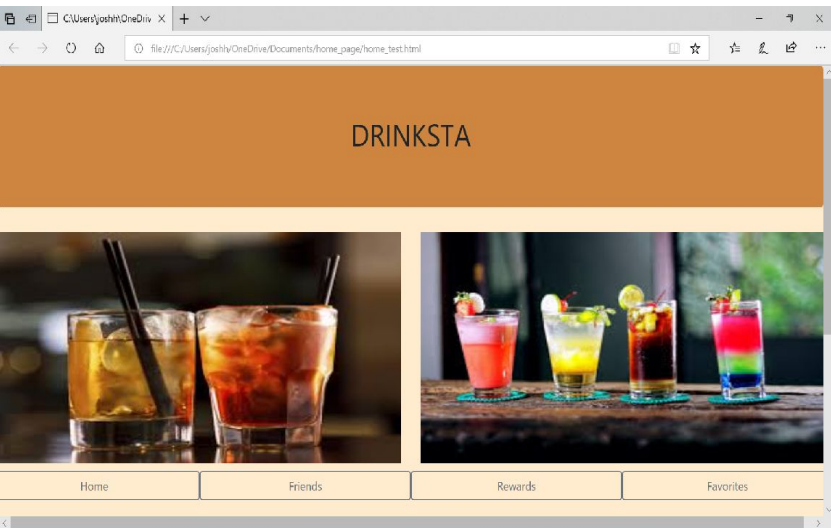 C:\Users\joshh\OneDriv
file:///C:/Users/joshh/OneDrive/Documents/home_page/home_test.html
DRINKSTA
Home Friends Rewards Favorites